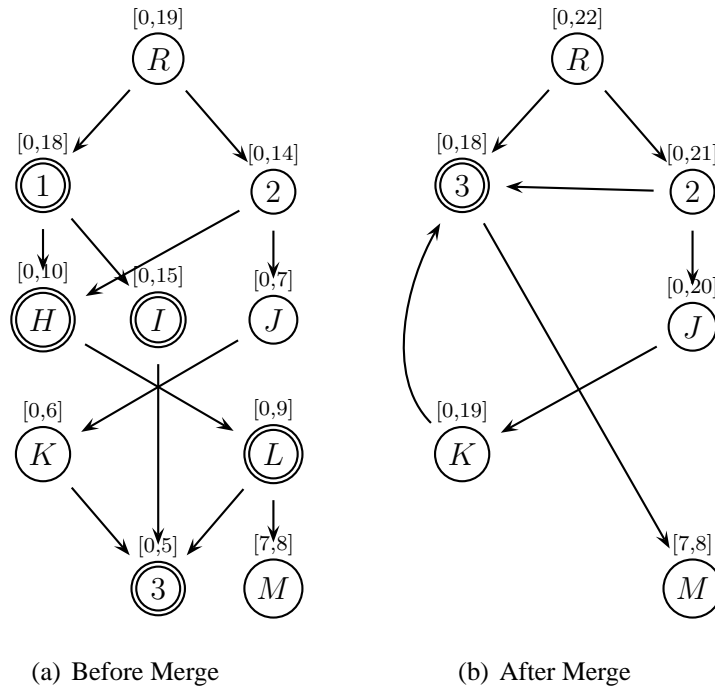 [0,19] [0,22]
R R
[0,18] [0,14] [0,18] [0,21]
1 2 3 2
[0,10] [0,15] [0,7] [0,20]
H I J J
[0,6] [0,9] [0,19]
K L K
[0,5] [7,8] [7,8]
3 M M
(a) Before Merge (b) After Merge